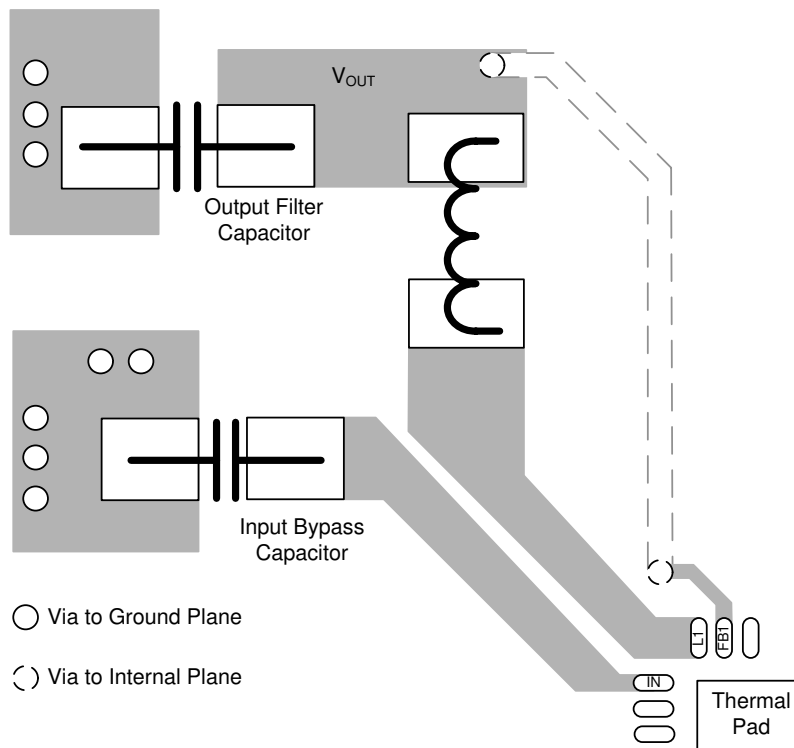 VOUT
Output Filter
Capacitor
Input Bypass
Capacitor
Via to Ground Plane
Via to Internal Plane
L1
FB1
IN
Thermal
Pad